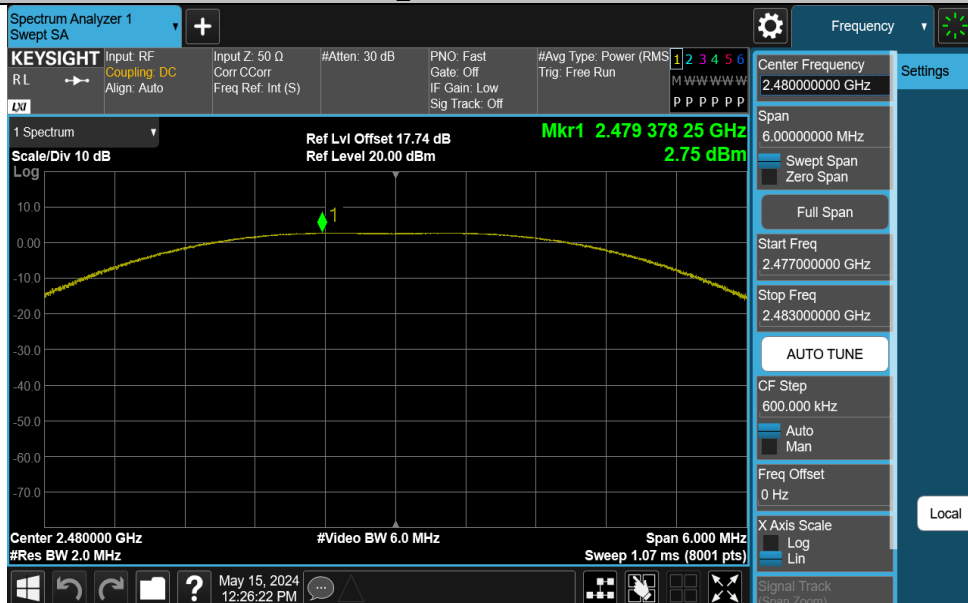 Spectrum Analyzer 1
Swept SA
+
Frequency
KEYSIGHT
RL
LXI
Input: RF
Coupling: DC
Align: Auto
Input Z: 50 Ω
Corr CCorr
Freq Ref: Int (S)
#Atten: 30 dB
PNO: Fast
Gate: Off
IF Gain: Low
Sig Track: Off
#Avg Type: Power (RMS
Trig: Free Run
1 2 3 4 5 6
M W W W W W
P P P P P P
Center Frequency
2.480000000 GHz
Settings
Span
6.00000000 MHz
Swept Span
Zero Span
Full Span
Start Freq
2.477000000 GHz
Stop Freq
2.483000000 GHz
AUTO TUNE
CF Step
600.000 kHz
Auto
Man
Freq Offset
0 Hz
X Axis Scale
Log
Lin
Signal Track
(Span Zoom)
Local
1 Spectrum
Scale/Div 10 dB
Log
Ref Lvl Offset 17.74 dB
Ref Level 20.00 dBm
Mkr1 2.479 378 25 GHz
2.75 dBm
1
10.0
0.00
-10.0
-20.0
-30.0
-40.0
-50.0
-60.0
-70.0
Center 2.480000 GHz
#Res BW 2.0 MHz
#Video BW 6.0 MHz
Span 6.000 MHz
Sweep 1.07 ms (8001 pts)
?
May 15, 2024
12:26:22 PM